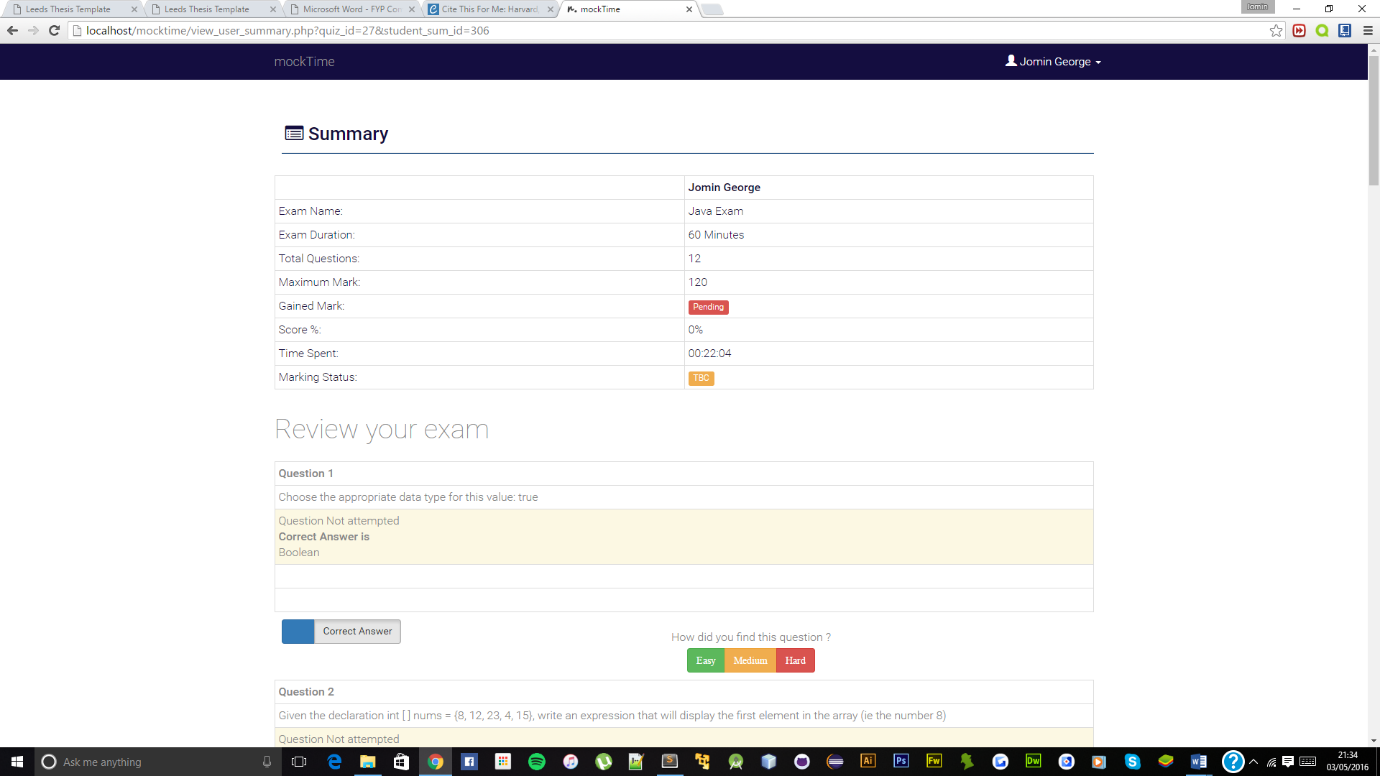 Leeds Thesis Template
Leeds Thesis Template
Microsoft Word - FYP Con
Cite This For Me: Harvard,
mockTime
Jomin
localhost/mocktime/view_user_summary.php?quiz_id=27&student_sum_id=306
mockTime
Jomin George
Summary
Jomin George
Exam Name: Java Exam
Exam Duration: 60 Minutes
Total Questions: 12
Maximum Mark: 120
Gained Mark: Pending
Score %: 0%
Time Spent: 00:22:04
Marking Status: TBC
Review your exam
Question 1
Choose the appropriate data type for this value: true
Question Not attempted
Correct Answer is
Boolean
Correct Answer
How did you find this question ?
Easy Medium Hard
Question 2
Given the declaration int [ ] nums = {8, 12, 23, 4, 15}, write an expression that will display the first element in the array (ie the number 8)
Question Not attempted
Ask me anything
Ai Ps Fw Dw
21:34
03/05/2016